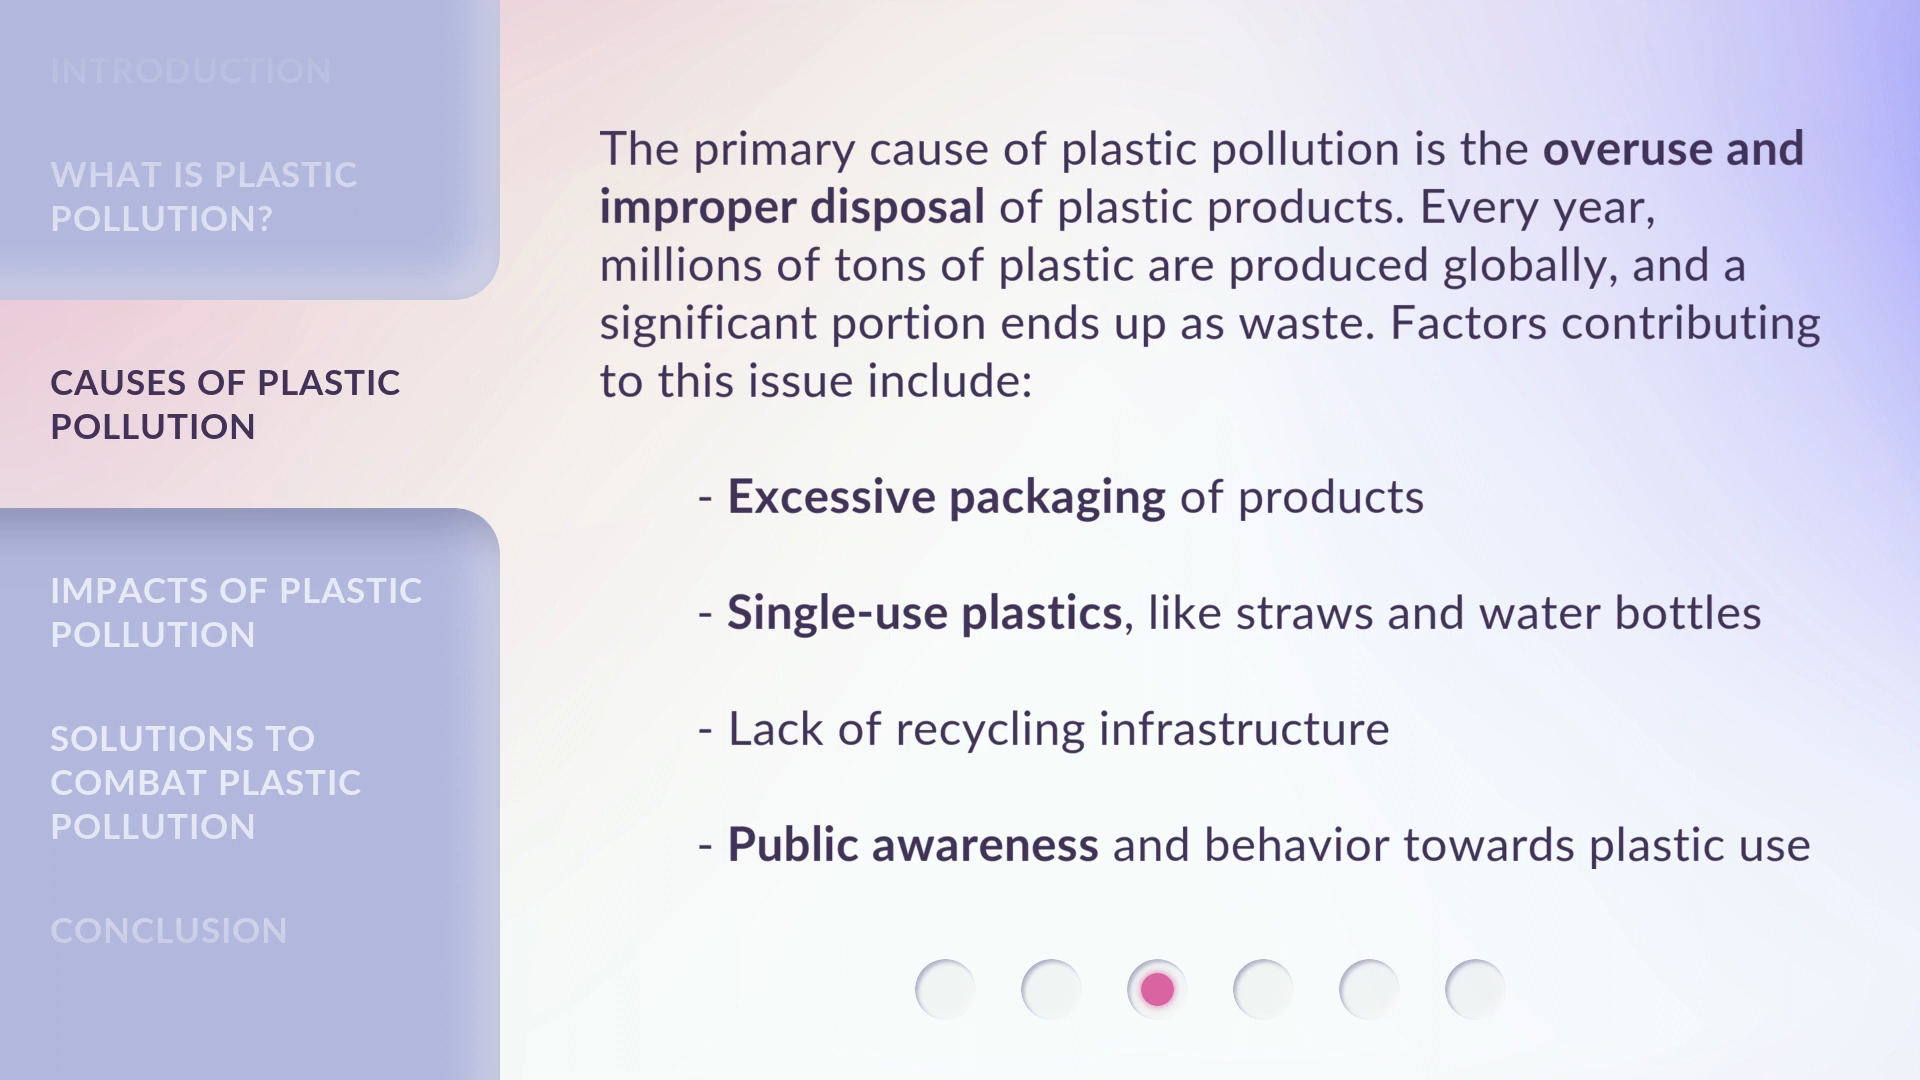 INTRODUCTION
WHAT IS PLASTIC
POLLUTION?
CAUSES OF PLASTIC
POLLUTION
IMPACTS OF PLASTIC
POLLUTION
SOLUTIONS TO
COMBAT PLASTIC
POLLUTION
CONCLUSION
The primary cause of plastic pollution is the overuse and
improper disposal of plastic products. Every year,
millions of tons of plastic are produced globally, and a
significant portion ends up as waste. Factors contributing
to this issue include:
- Excessive packaging of products
- Single-use plastics, like straws and water bottles
- Lack of recycling infrastructure
- Public awareness and behavior towards plastic use